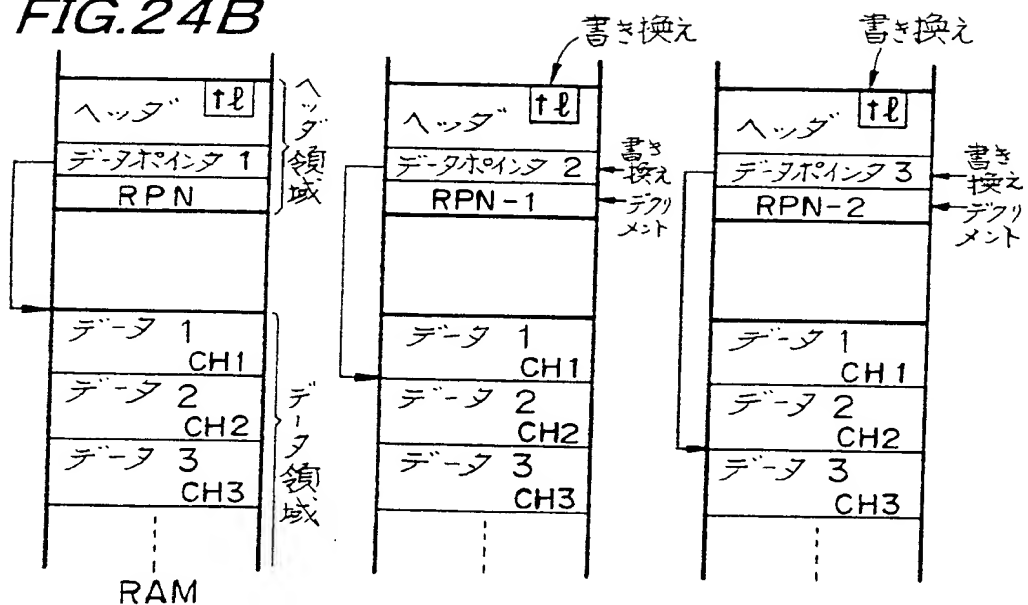 FIG.24B
ヘッダ tℓ
データポインタ 1
RPN
ヘッダ領域
データ 1
CH1
データ 2
CH2
データ 3
CH3
データ領域
RAM
書き換え
ヘッダ tℓ
データポインタ 2
書き換え
RPN-1
デクリメント
データ 1
CH1
データ 2
CH2
データ 3
CH3
書き換え
ヘッダ tℓ
データポインタ 3
書き換え
RPN-2
デクリメント
データ 1
CH1
データ 2
CH2
データ 3
CH3